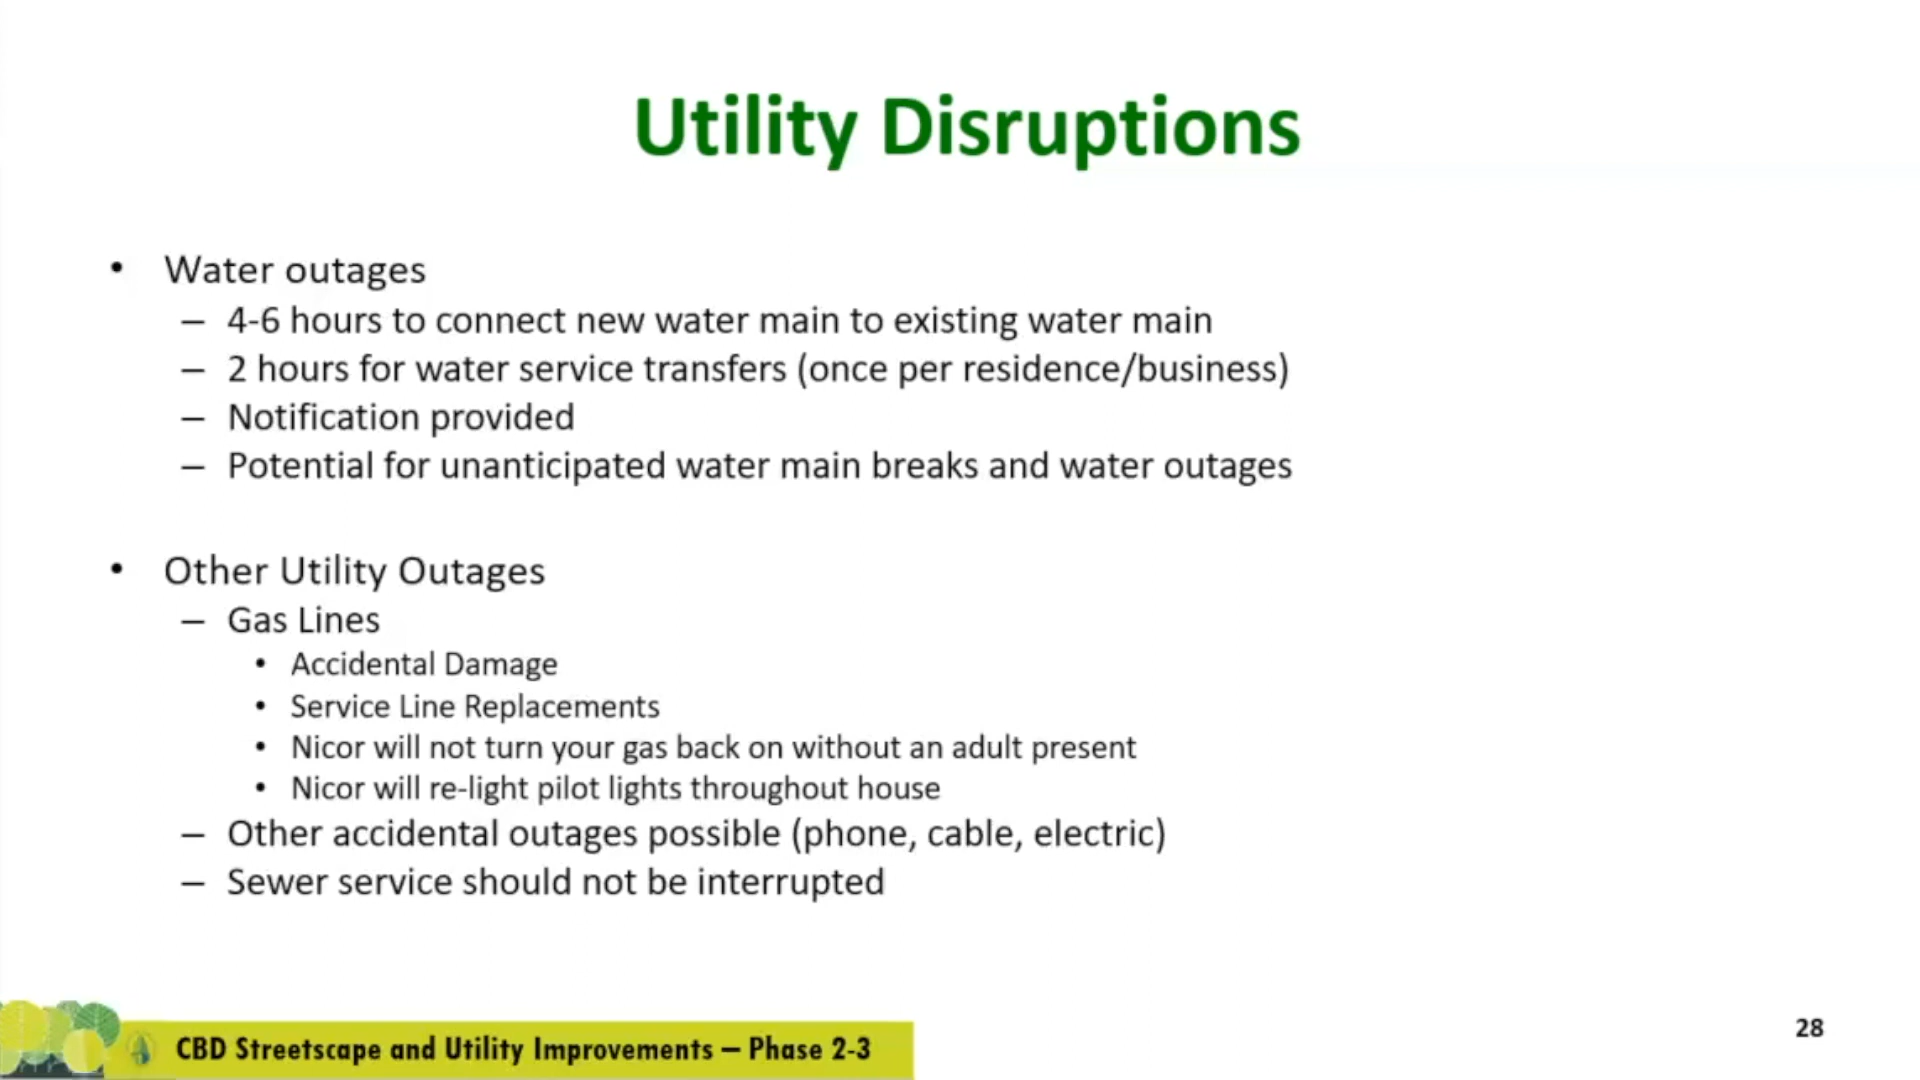 Utility Disruptions
• Water outages
– 4-6 hours to connect new water main to existing water main
– 2 hours for water service transfers (once per residence/business)
– Notification provided
– Potential for unanticipated water main breaks and water outages
• Other Utility Outages
– Gas Lines
• Accidental Damage
• Service Line Replacements
• Nicor will not turn your gas back on without an adult present
• Nicor will re-light pilot lights throughout house
– Other accidental outages possible (phone, cable, electric)
– Sewer service should not be interrupted
CBD Streetscape and Utility Improvements – Phase 2-3
28